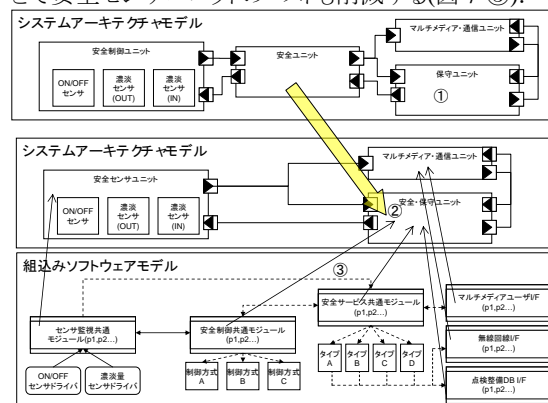 とで安全センサユニットのコストも削減する(図 7 ③).
システムアーキテクチャモデル
安全制御ユニット
ON/OFF
センサ
濃淡
センサ
(OUT)
濃淡
センサ
(IN)
安全ユニット
マルチメディア・通信ユニット
保守ユニット
①
システムアーキテクチャモデル
安全センサユニット
ON/OFF
センサ
濃淡
センサ
(OUT)
濃淡
センサ
(IN)
マルチメディア・通信ユニット
安全・保守ユニット
②
組込みソフトウェアモデル
③
センサ監視共通
モジュール
(p1,p2…)
ON/OFF
センサドライバ
濃淡量
センサドライバ
安全制御共通モジュール
(p1,p2…)
制御方式
A
制御方式
B
制御方式
C
安全サービス共通モジュール
(p1,p2…)
タイプ
A
タイプ
B
タイプ
C
タイプ
D
マルチメディアユーザI/F
(p1,p2…)
無線回線I/F
(p1,p2…)
点検整備DB I/F
(p1,p2…)